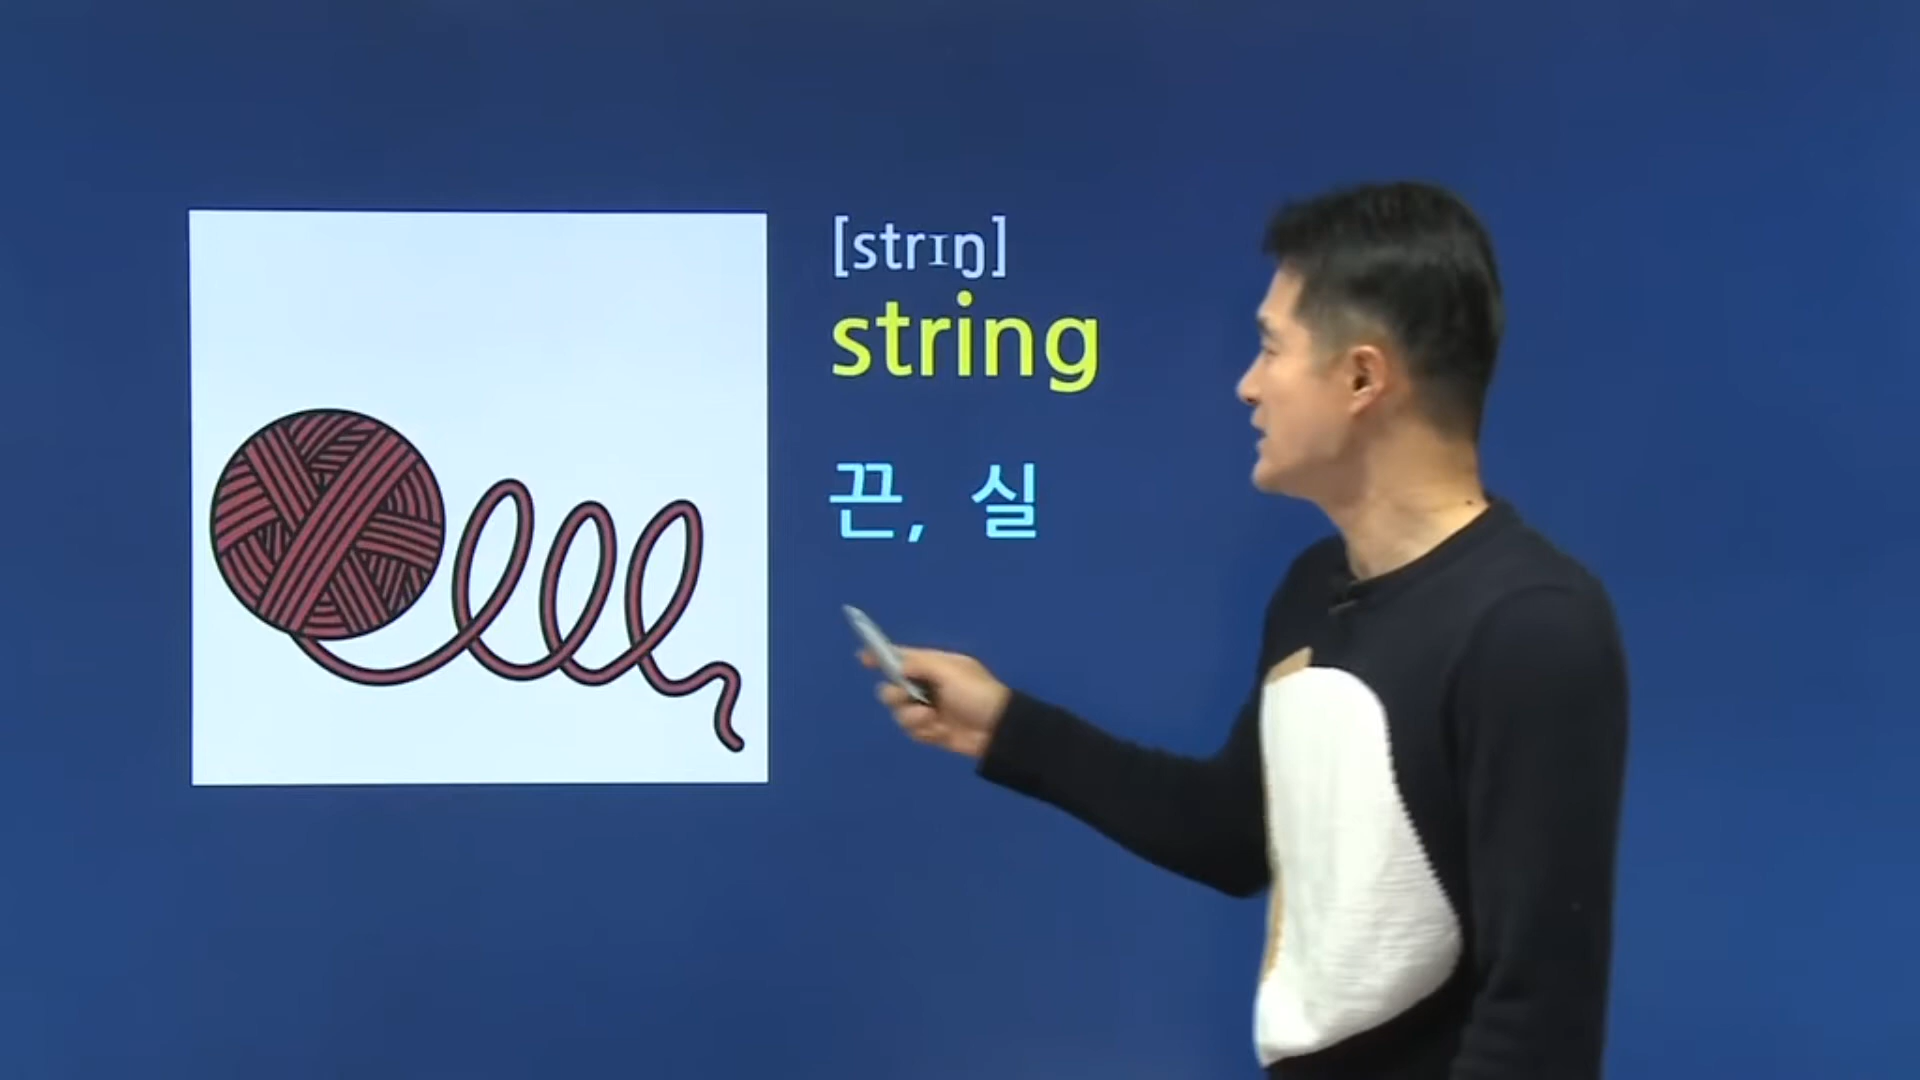 [strɪŋ]
string
끈, 실